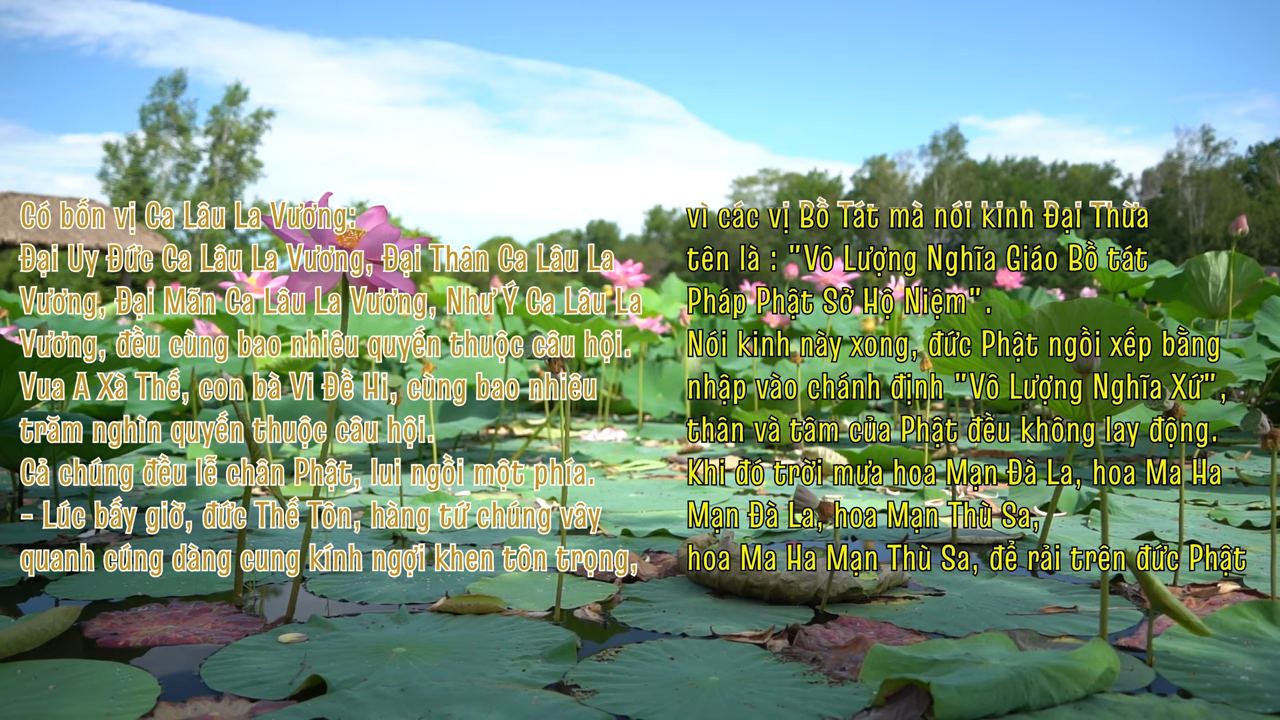 Có bốn vị Ca Lâu La Vương:
Đại Uy Đức Ca Lâu La Vương, Đại Thân Ca Lâu La
Vương, Đại Mãn Ca Lâu La Vương, Như Ý Ca Lâu La
Vương, đều cùng bao nhiêu quyến thuộc câu hội.
Vua A Xà Thế, con bà Vi Đề Hi, cùng bao nhiêu
trăm nghìn quyến thuộc câu hội.
Cả chúng đều lễ chân Phật, lui ngồi một phía.
- Lúc bấy giờ, đức Thế Tôn, hàng tứ chúng vây
quanh cúng dàng cung kính ngợi khen tôn trọng,
vì các vị Bồ Tát mà nói kinh Đại Thừa
tên là : "Vô Lượng Nghĩa Giáo Bồ tát
Pháp Phật Sở Hộ Niệm".
Nói kinh này xong, đức Phật ngồi xếp bằng
nhập vào chánh định "Vô Lượng Nghĩa Xứ",
thân và tâm của Phật đều không lay động.
Khi đó trời mưa hoa Mạn Đà La, hoa Ma Ha
Mạn Đà La, hoa Mạn Thù Sa,
hoa Ma Ha Mạn Thù Sa, để rải trên đức Phật